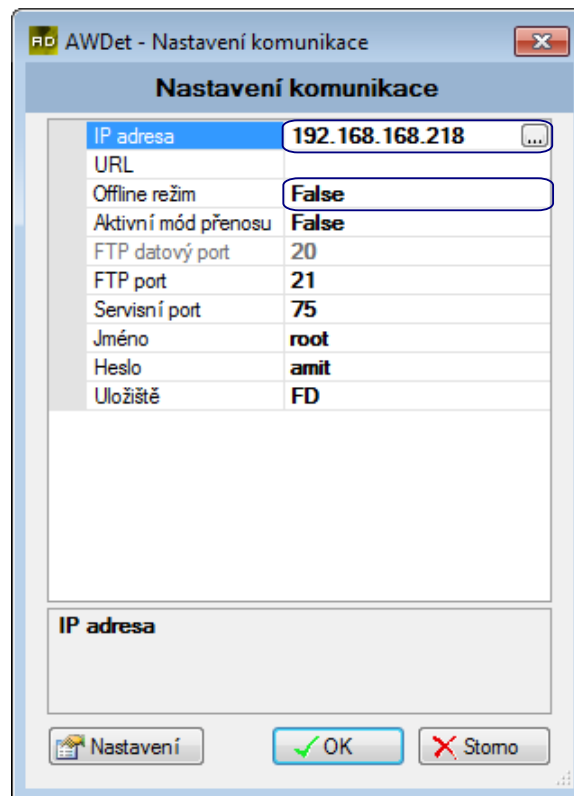 AWDet - Nastavení komunikace
Nastavení komunikace
IP adresa 192.168.168.218 ...
URL
Offline režim False
Aktivní mód přenosu False
FTP datový port 20
FTP port 21
Servisní port 75
Jméno root
Heslo amit
Uložiště FD
IP adresa
Nastavení OK Storno